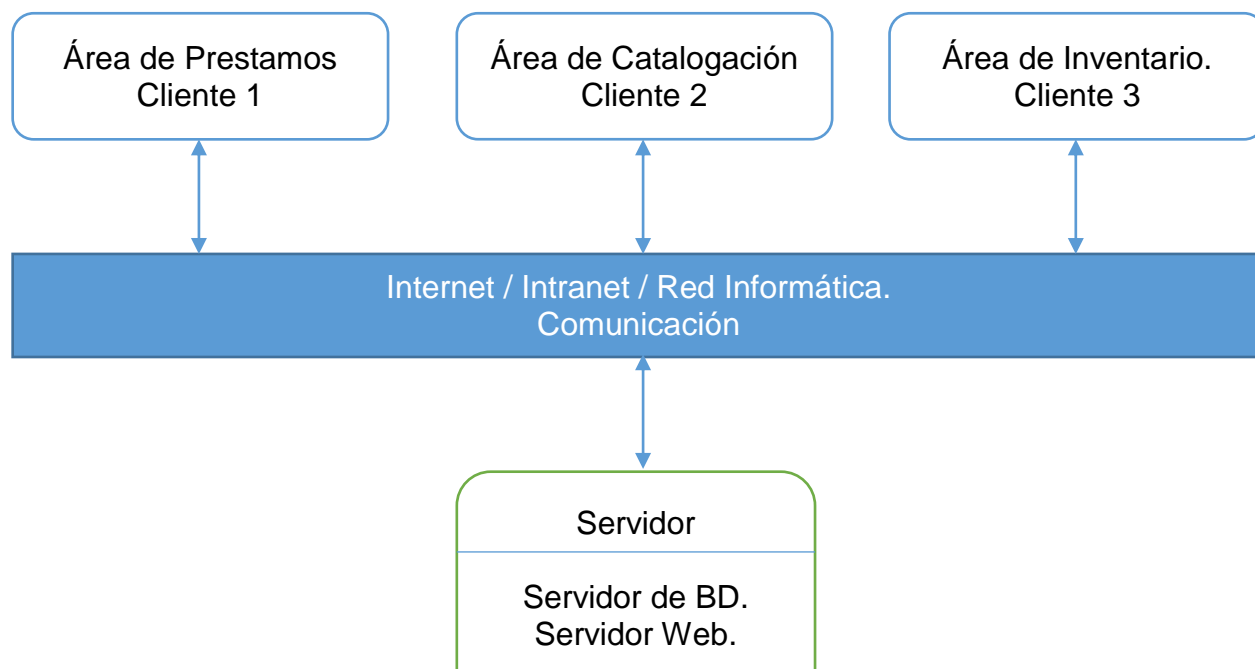 Área de Prestamos
Cliente 1
Área de Catalogación
Cliente 2
Área de Inventario.
Cliente 3
Internet / Intranet / Red Informática.
Comunicación
Servidor
Servidor de BD.
Servidor Web.